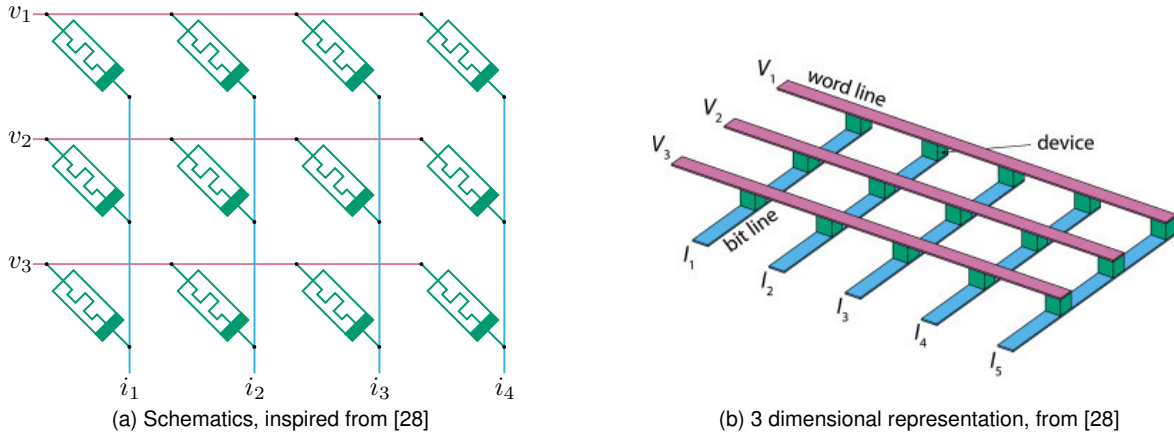 v1
v2
v3
i1 i2 i3 i4
(a) Schematics, inspired from [28]
V1 word line
V2
device
V3
bit line
I1
I2
I3
I4
I5
(b) 3 dimensional representation, from [28]